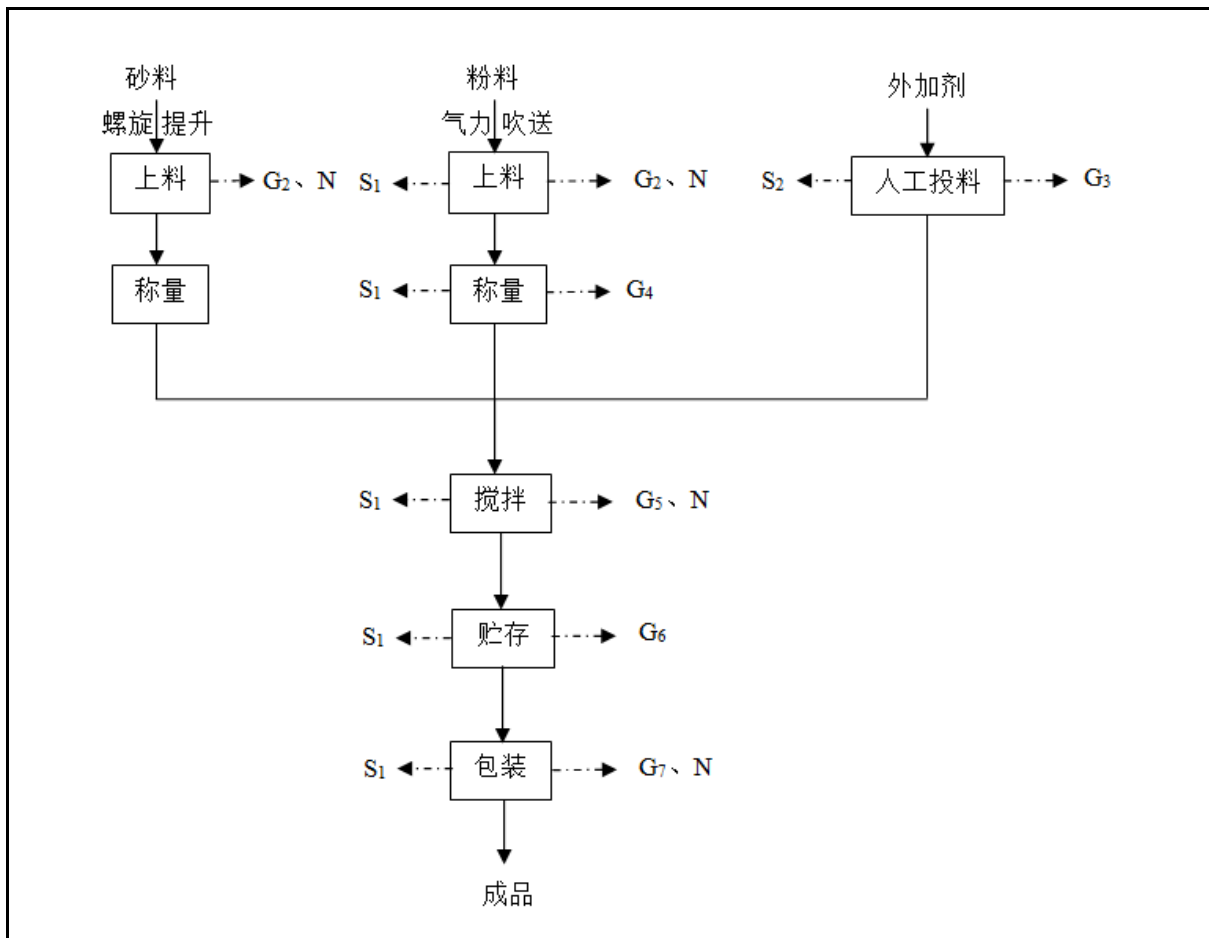 砂料 粉料 外加剂
螺旋提升 气力吹送
上料 G₂、N S₁ 上料 G₂、N S₂ 人工投料 G₃
称量 S₁ 称量 G₄
S₁ 搅拌 G₅、N
S₁ 贮存 G₆
S₁ 包装 G₇、N
成品